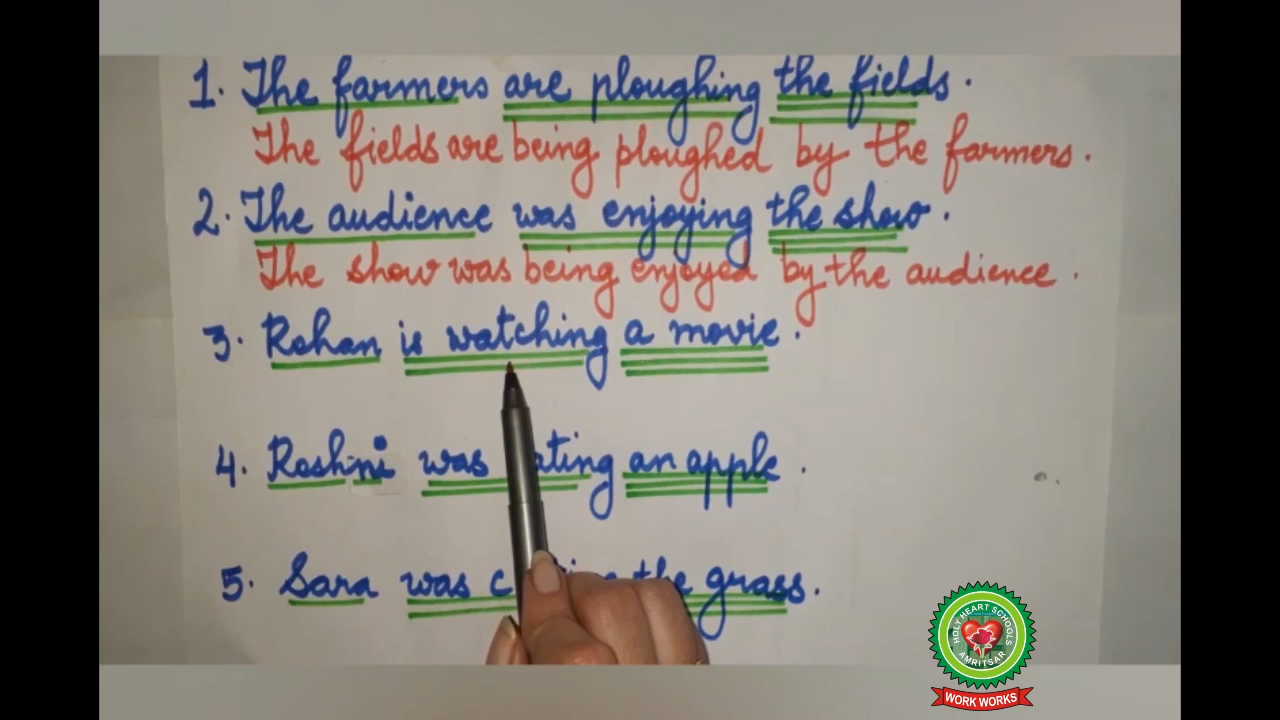 1. The farmers are ploughing the fields.
The fields are being ploughed by the farmers.
2. The audience was enjoying the show.
The show was being enjoyed by the audience.
3. Rohan is watching a movie.
4. Roshni was an apple.
5. Sara was grass.
HOLY HEART SCHOOLS
AMRITSAR
WORK WORKS